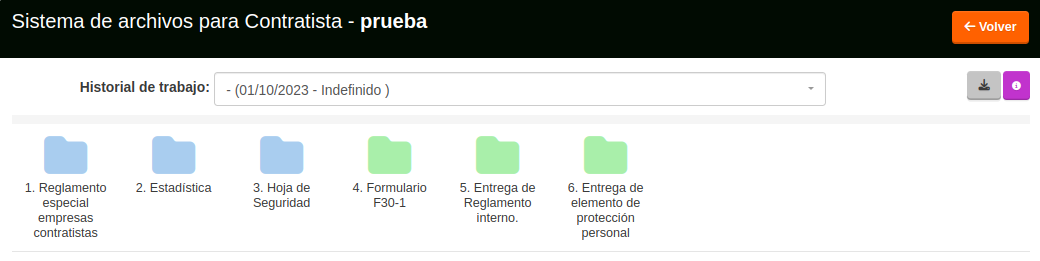 Sistema de archivos para Contratista - prueba
Volver
Historial de trabajo: - (01/10/2023 - Indefinido )
1. Reglamento especial empresas contratistas
2. Estadística
3. Hoja de Seguridad
4. Formulario F30-1
5. Entrega de Reglamento interno.
6. Entrega de elemento de protección personal